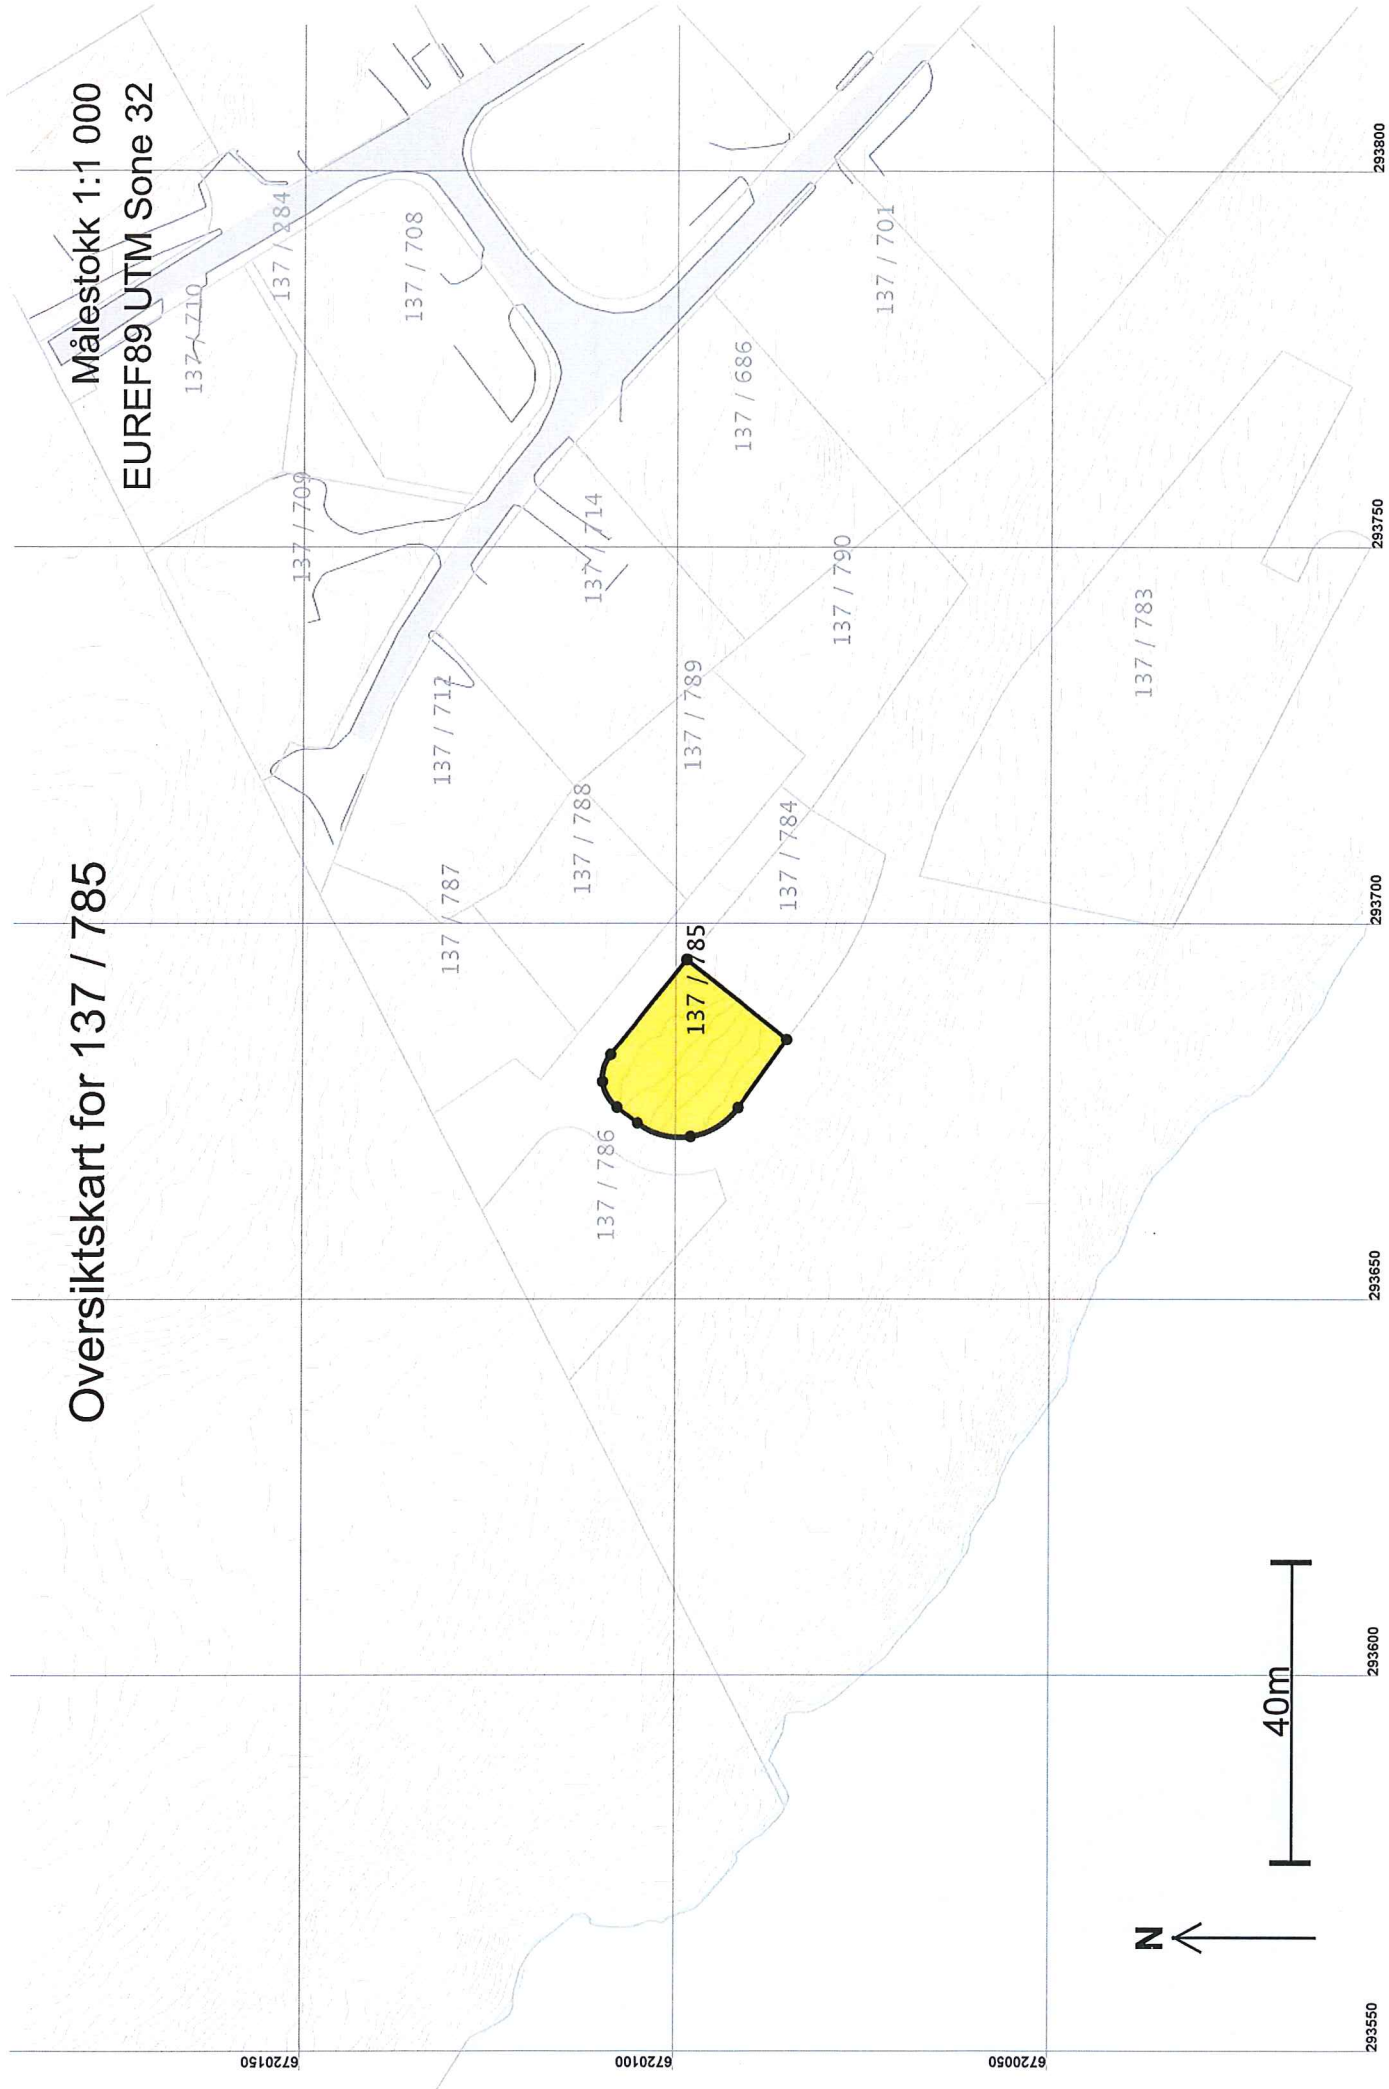 Oversiktskart for 137 / 785
Målestokk 1:1 000
EUREF89 UTM Sone 32
137 / 710
137 / 284
137 / 708
137 / 709
137 / 714
137 / 686
137 / 701
137 / 712
137 / 789
137 / 790
137 / 783
137 / 787
137 / 788
137 / 784
137 / 785
137 / 786
6720150
6720100
6720050
293550
293600
293650
293700
293750
293800
N
40m